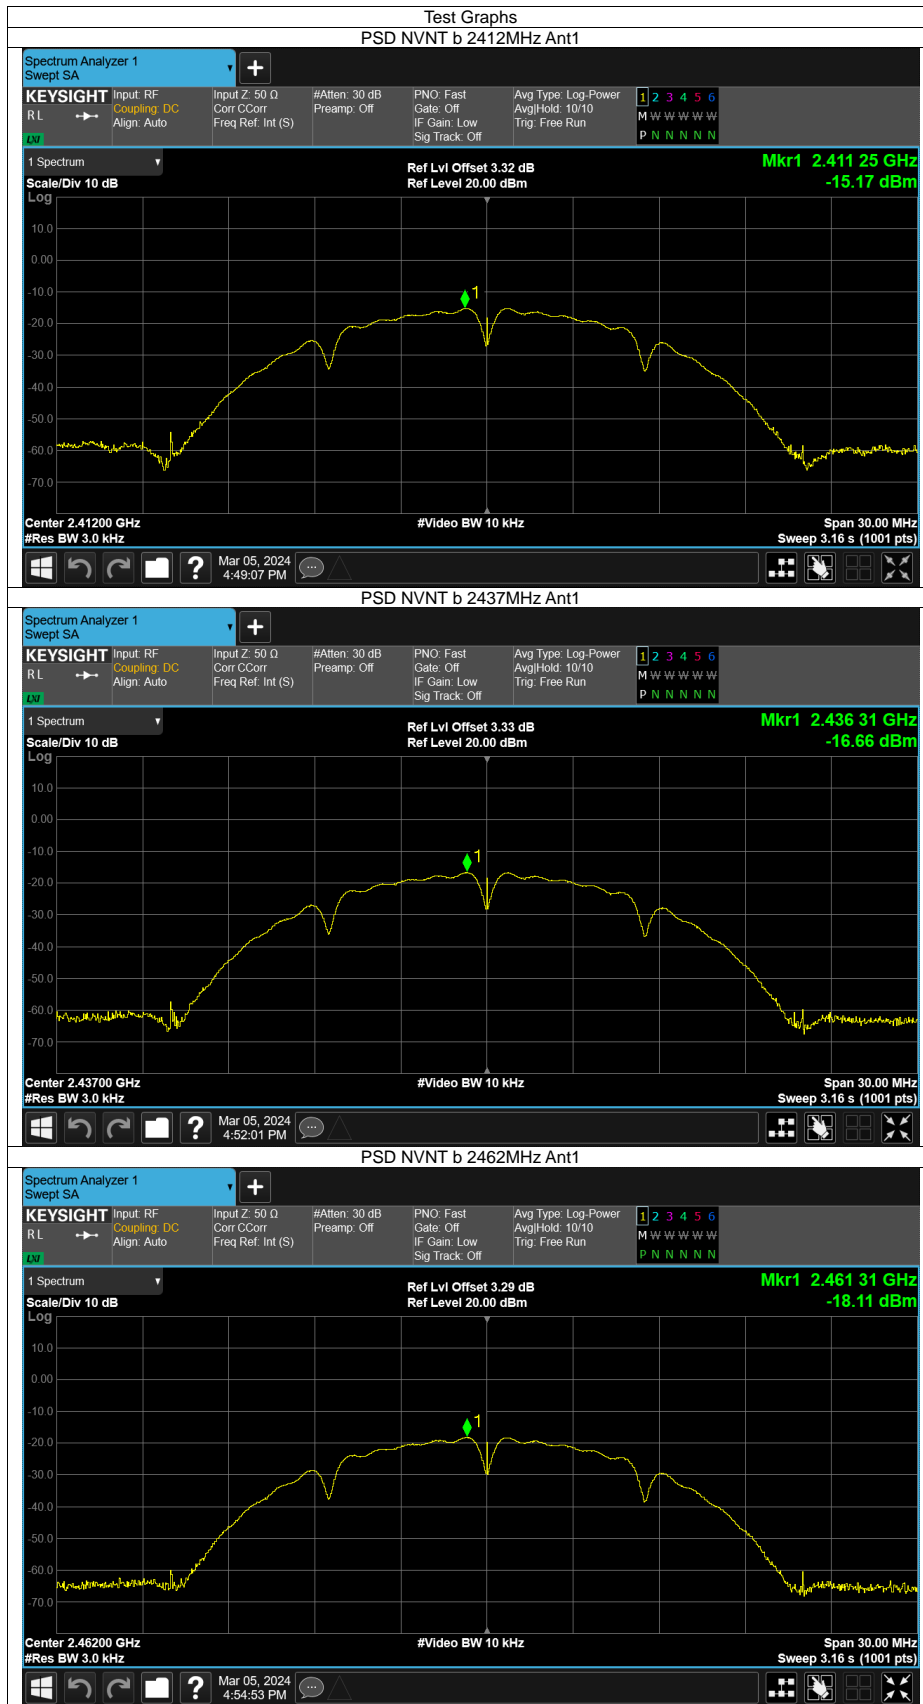 Test Graphs
PSD NVNT b 2412MHz Ant1
Spectrum Analyzer 1
Swept SA
KEYSIGHT Input: RF Input Z: 50 Ω #Atten: 30 dB PNO: Fast Avg Type: Log-Power 1 2 3 4 5 6
RL Coupling: DC Corr CCorr Preamp: Off Gate: Off Avg|Hold: 10/10 M W W W W W
Align: Auto Freq Ref: Int (S) IF Gain: Low Trig: Free Run
LXI Sig Track: Off P N N N N N
1 Spectrum Ref Lvl Offset 3.32 dB Mkr1 2.411 25 GHz
Scale/Div 10 dB Ref Level 20.00 dBm -15.17 dBm
Log
10.0
0.00
-10.0
1
-20.0
-30.0
-40.0
-50.0
-60.0
-70.0
Center 2.41200 GHz #Video BW 10 kHz Span 30.00 MHz
#Res BW 3.0 kHz Sweep 3.16 s (1001 pts)
? Mar 05, 2024
4:49:07 PM
PSD NVNT b 2437MHz Ant1
Spectrum Analyzer 1
Swept SA
KEYSIGHT Input: RF Input Z: 50 Ω #Atten: 30 dB PNO: Fast Avg Type: Log-Power 1 2 3 4 5 6
RL Coupling: DC Corr CCorr Preamp: Off Gate: Off Avg|Hold: 10/10 M W W W W W
Align: Auto Freq Ref: Int (S) IF Gain: Low Trig: Free Run
LXI Sig Track: Off P N N N N N
1 Spectrum Ref Lvl Offset 3.33 dB Mkr1 2.436 31 GHz
Scale/Div 10 dB Ref Level 20.00 dBm -16.66 dBm
Log
10.0
0.00
-10.0
1
-20.0
-30.0
-40.0
-50.0
-60.0
-70.0
Center 2.43700 GHz #Video BW 10 kHz Span 30.00 MHz
#Res BW 3.0 kHz Sweep 3.16 s (1001 pts)
? Mar 05, 2024
4:52:01 PM
PSD NVNT b 2462MHz Ant1
Spectrum Analyzer 1
Swept SA
KEYSIGHT Input: RF Input Z: 50 Ω #Atten: 30 dB PNO: Fast Avg Type: Log-Power 1 2 3 4 5 6
RL Coupling: DC Corr CCorr Preamp: Off Gate: Off Avg|Hold: 10/10 M W W W W W
Align: Auto Freq Ref: Int (S) IF Gain: Low Trig: Free Run
LXI Sig Track: Off P N N N N N
1 Spectrum Ref Lvl Offset 3.29 dB Mkr1 2.461 31 GHz
Scale/Div 10 dB Ref Level 20.00 dBm -18.11 dBm
Log
10.0
0.00
-10.0
1
-20.0
-30.0
-40.0
-50.0
-60.0
-70.0
Center 2.46200 GHz #Video BW 10 kHz Span 30.00 MHz
#Res BW 3.0 kHz Sweep 3.16 s (1001 pts)
? Mar 05, 2024
4:54:53 PM